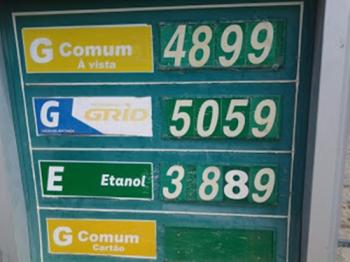 G Comum
À vista
4899
G GRID
5059
E Etanol
3889
G Comum
Cartão